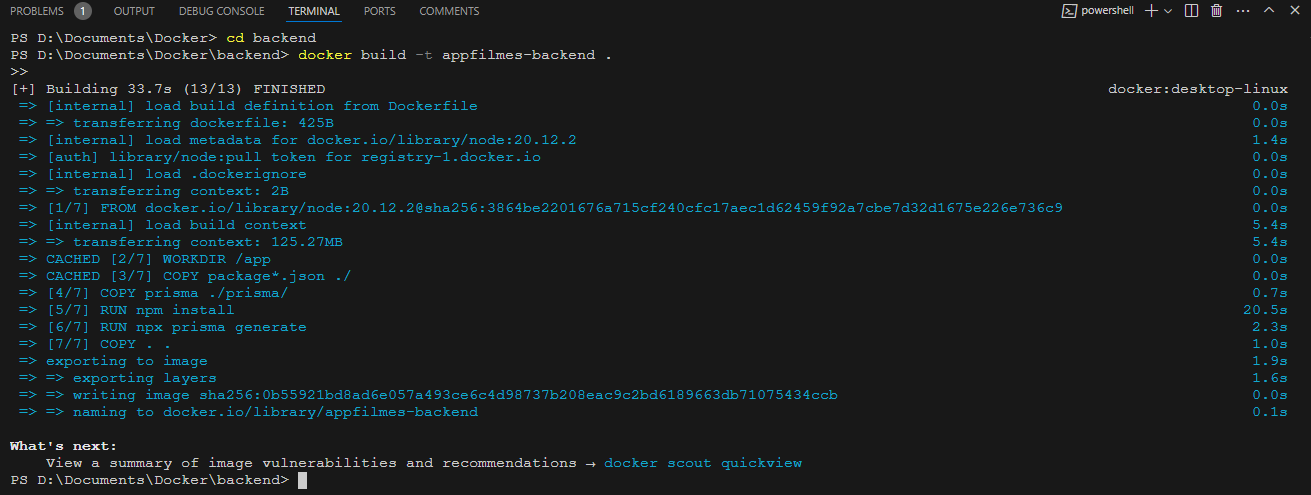 PROBLEMS 1 OUTPUT DEBUG CONSOLE TERMINAL PORTS COMMENTS powershell
PS D:\Documents\Docker> cd backend
PS D:\Documents\Docker\backend> docker build -t appfilmes-backend .
>>
[+] Building 33.7s (13/13) FINISHED docker:desktop-linux
=> [internal] load build definition from Dockerfile 0.0s
=> => transferring dockerfile: 425B 0.0s
=> [internal] load metadata for docker.io/library/node:20.12.2 1.4s
=> [auth] library/node:pull token for registry-1.docker.io 0.0s
=> [internal] load .dockerignore 0.0s
=> => transferring context: 2B 0.0s
=> [1/7] FROM docker.io/library/node:20.12.2@sha256:3864be2201676a715cf240cfc17aec1d62459f92a7cbe7d32d1675e226e736c9 0.0s
=> [internal] load build context 5.4s
=> => transferring context: 125.27MB 5.4s
=> CACHED [2/7] WORKDIR /app 0.0s
=> CACHED [3/7] COPY package*.json ./ 0.0s
=> [4/7] COPY prisma ./prisma/ 0.7s
=> [5/7] RUN npm install 20.5s
=> [6/7] RUN npx prisma generate 2.3s
=> [7/7] COPY . . 1.0s
=> exporting to image 1.9s
=> => exporting layers 1.6s
=> => writing image sha256:0b55921bd8ad6e057a493ce6c4d98737b208eac9c2bd6189663db71075434ccb 0.0s
=> => naming to docker.io/library/appfilmes-backend 0.1s
What's next:
View a summary of image vulnerabilities and recommendations → docker scout quickview
PS D:\Documents\Docker\backend>